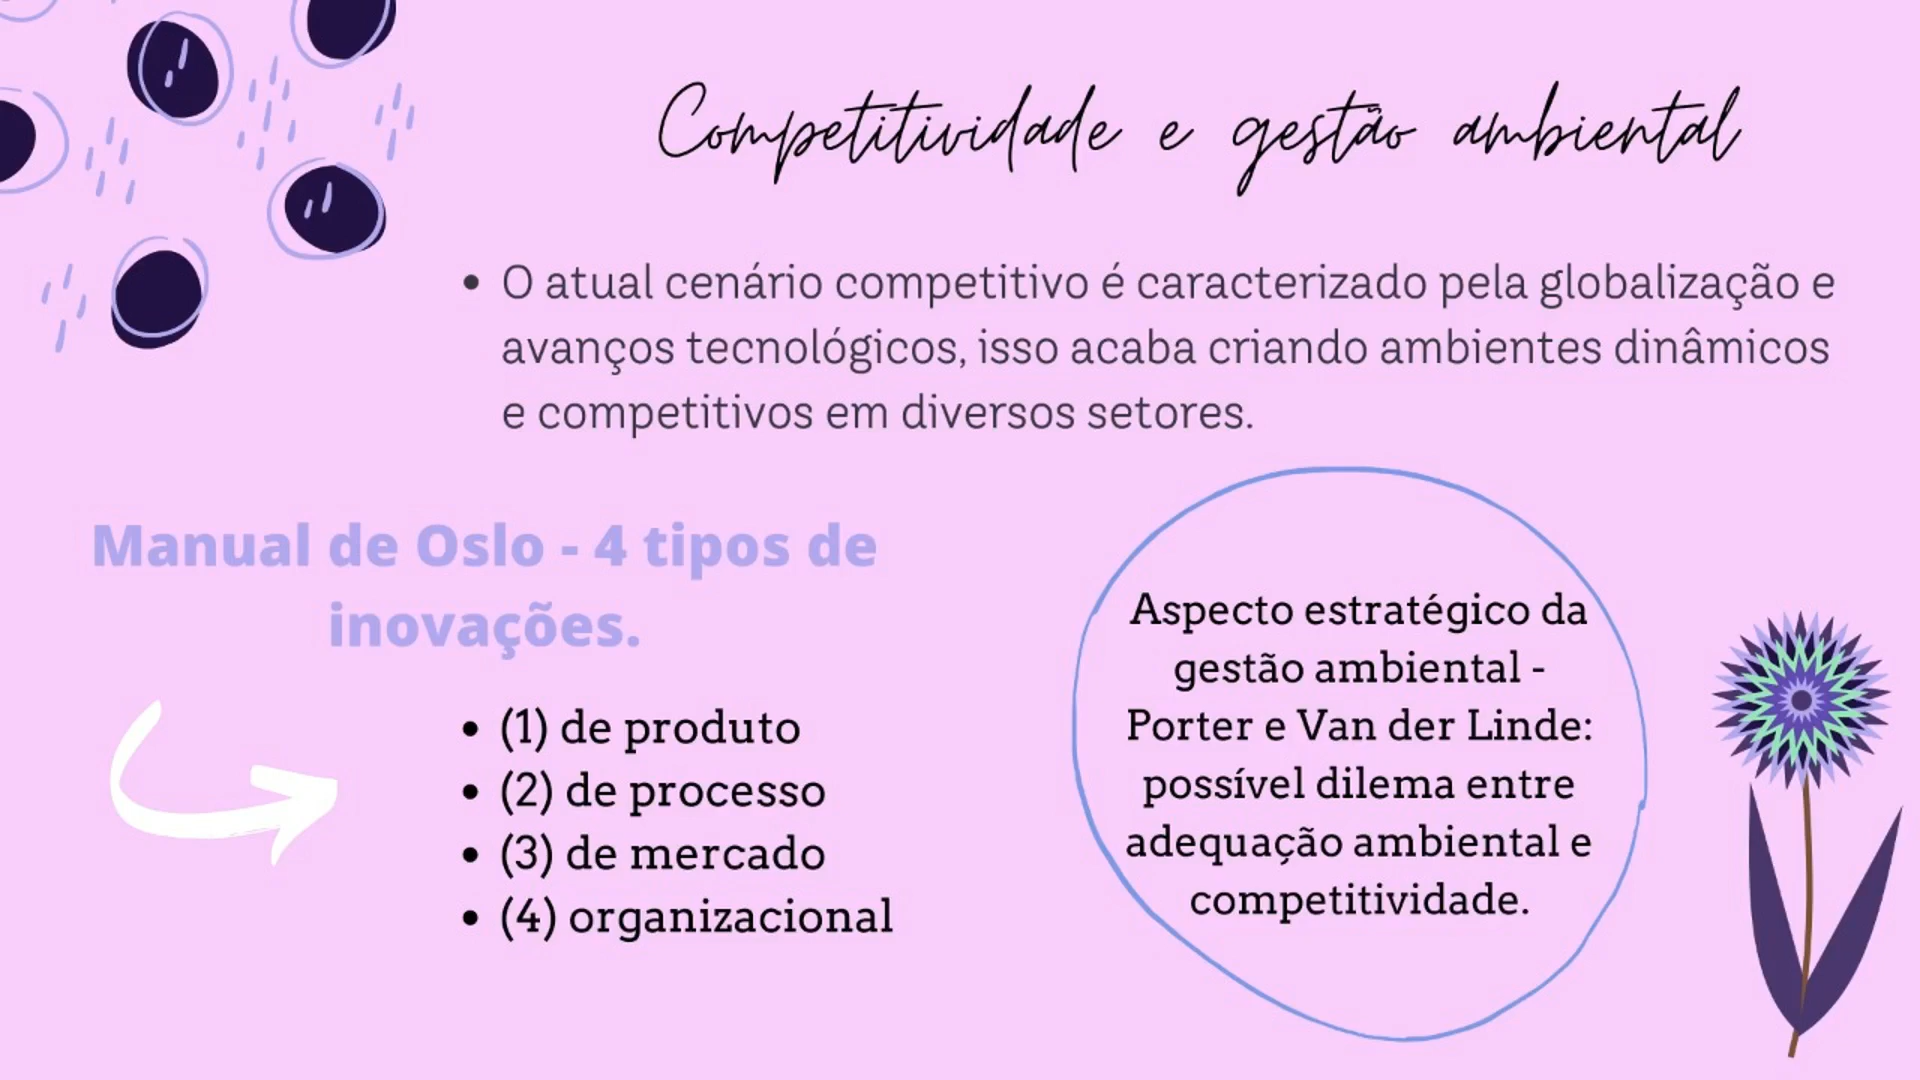 Competitividade e gestão ambiental
• O atual cenário competitivo é caracterizado pela globalização e
avanços tecnológicos, isso acaba criando ambientes dinâmicos
e competitivos em diversos setores.
Manual de Oslo - 4 tipos de
inovações.
• (1) de produto
• (2) de processo
• (3) de mercado
• (4) organizacional
Aspecto estratégico da
gestão ambiental -
Porter e Van der Linde:
possível dilema entre
adequação ambiental e
competitividade.